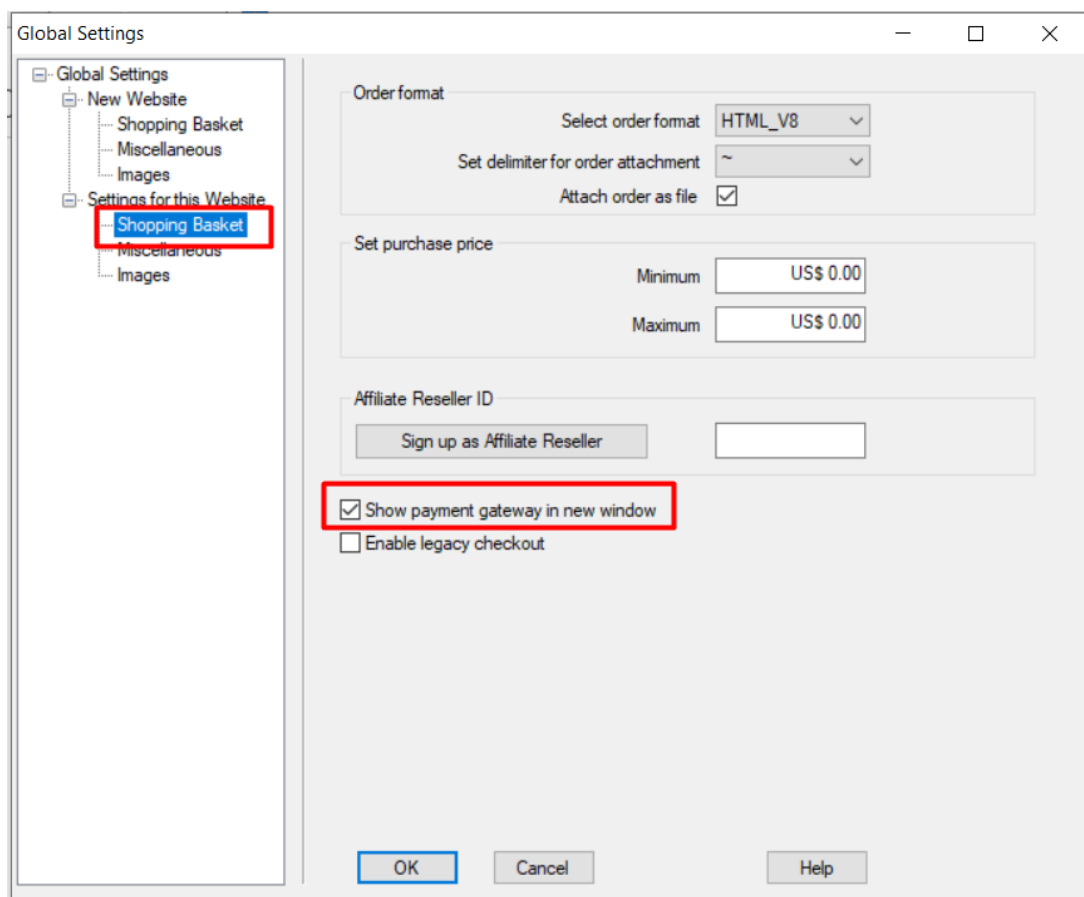 Global Settings
Global Settings
New Website
Shopping Basket
Miscellaneous
Images
Settings for this Website
Shopping Basket
Miscellaneous
Images
Order format
Select order format HTML_V8
Set delimiter for order attachment ~
Attach order as file
Set purchase price
Minimum US$ 0.00
Maximum US$ 0.00
Affiliate Reseller ID
Sign up as Affiliate Reseller
Show payment gateway in new window
Enable legacy checkout
OK Cancel Help